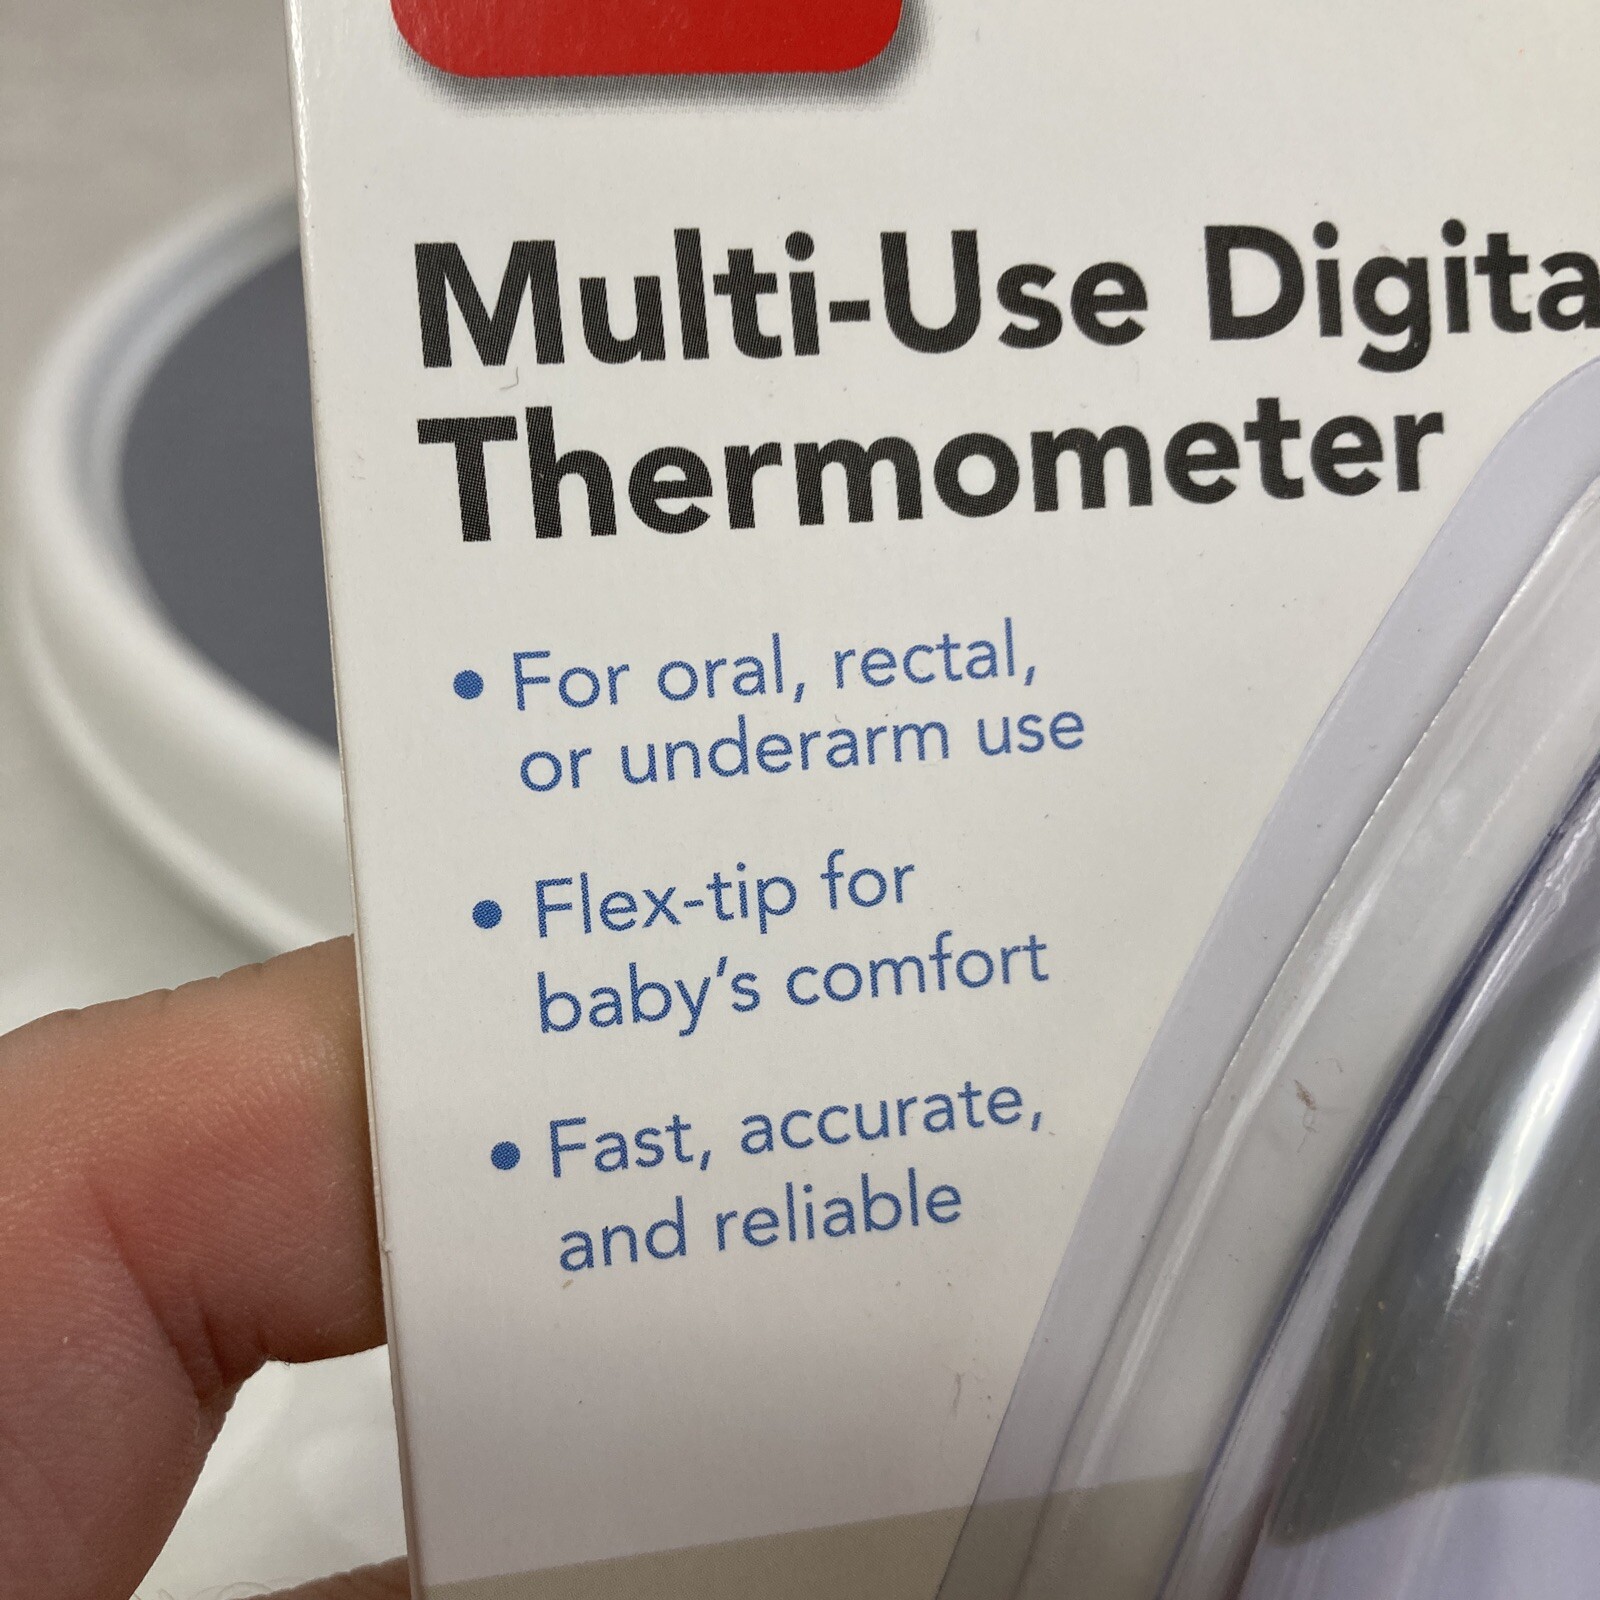 Multi-Use Digita
Thermometer
• For oral, rectal,
or underarm use
• Flex-tip for
baby's comfort
• Fast, accurate,
and reliable